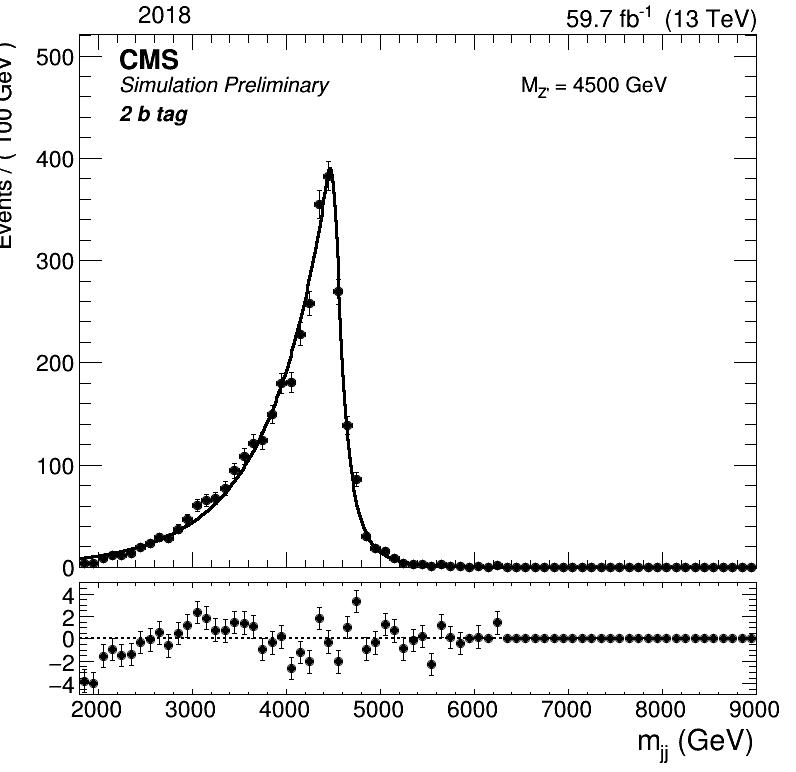 2018 59.7 fb⁻¹ (13 TeV)
CMS
Simulation Preliminary
M_Z' = 4500 GeV
2 b tag
Events / ( 100 GeV )
500
400
300
200
100
0
4
2
0
−2
−4
2000 3000 4000 5000 6000 7000 8000 9000
m_jj (GeV)